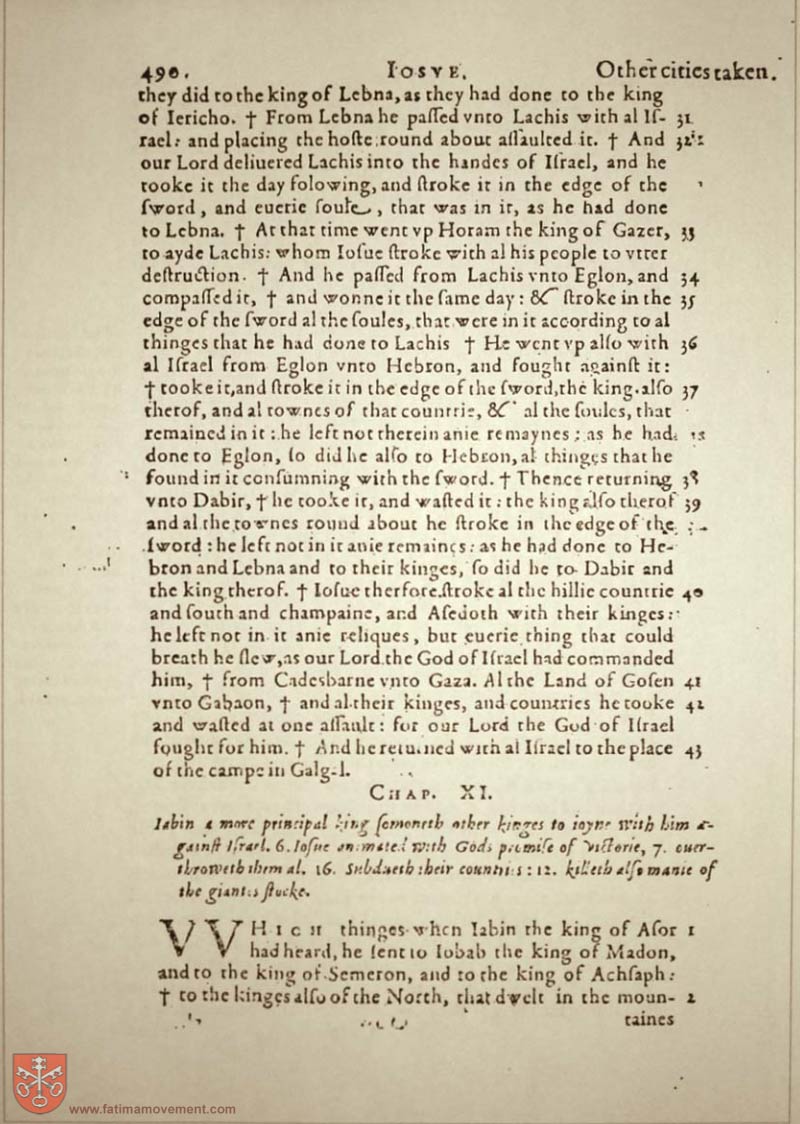 490. IOSVE. Other cities taken.
they did to the king of Lebna, as they had done to the king
of Iericho. † From Lebna he paſſed vnto Lachis with al Iſ- 31
rael: and placing the hoſte round about aſſaulted it. † And 32
our Lord deliuered Lachis into the handes of Iſrael, and he
tooke it the day folowing, and ſtroke it in the edge of the
ſword, and euerie ſoule, that was in it, as he had done
to Lebna. † At that time went vp Horam the king of Gazer, 33
to ayde Lachis: whom Ioſue ſtroke with al his people to vtter
deſtruction. † And he paſſed from Lachis vnto Eglon, and 34
compaſſed it, † and wonne it the ſame day: & ſtroke in the 35
edge of the ſword al the ſoules, that were in it according to al
thinges that he had done to Lachis † He went vp alſo with 36
al Iſrael from Eglon vnto Hebron, and fought againſt it:
† tooke it, and ſtroke it in the edge of the ſword, the king alſo 37
therof, and al townes of that countrie, & al the ſoules, that
remained in it: he left not therein anie remaynes: as he had
done to Eglon, ſo did he alſo to Hebron, al thinges that he
found in it conſumning with the ſword. † Thence returning 38
vnto Dabir, † he tooke it, and waſted it: the king alſo therof 39
and al the townes round about he ſtroke in the edge of the
ſword: he left not in it anie remaines: as he had done to He-
bron and Lebna and to their kinges, ſo did he to Dabir and
the king therof. † Ioſue therfore ſtroke al the hillie countrie 40
and ſouth and champaine, and Aſedoth with their kinges:
he left not in it anie reliques, but euerie thing that could
breath he ſlew, as our Lord the God of Iſrael had commanded
him, † from Cadesbarne vnto Gaza. Al the Land of Goſen 41
vnto Gabaon, † and al their kinges, and countries he tooke 42
and waſted at one aſſault: for our Lord the God of Iſrael
fought for him. † And he returned with al Iſrael to the place 43
of the campe in Galgal.
CHAP. XI.
Iabin a more principal king ſemoneth other kinges to ioyne with him a-
gainſt Iſrael. 6. Ioſue animated with Gods promiſe of victorie, 7. ouer-
throweth them al. 16. Subdueth their countries: 12. killeth alſo manie of
the giantes ſtocke.
VVHICH thinges when Iabin the king of Aſor 1
had heard, he ſent to Iobab the king of Madon,
and to the king of Semeron, and to the king of Achſaph:
† to the kinges alſo of the North, that dwelt in the moun- 2
taines
www.fatimamovement.com